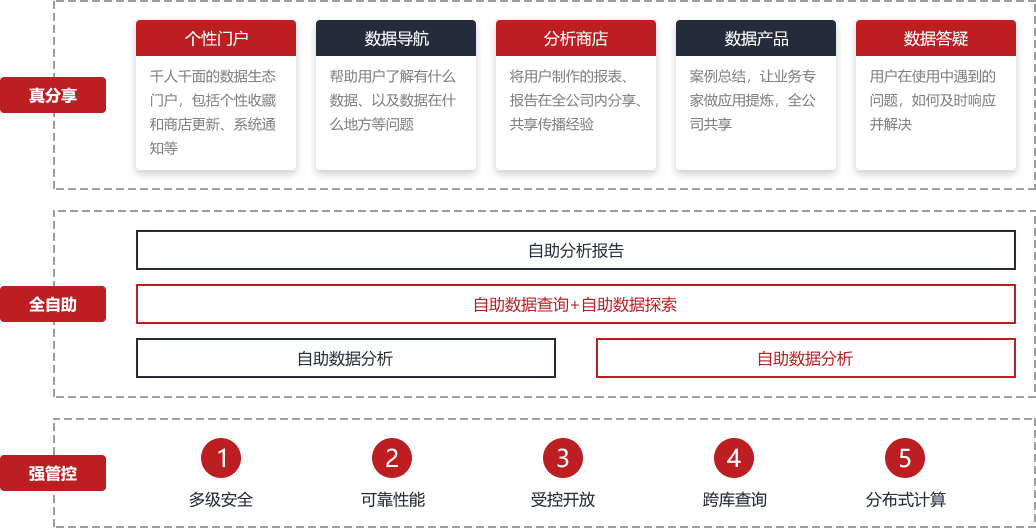 个性门户
数据导航
分析商店
数据产品
数据答疑
千人千面的数据生态
门户，包括个性收藏
和商店更新、系统通
知等
帮助用户了解有什么
数据、以及数据在什
么地方等问题
将用户制作的报表、
报告在全公司内分享、
共享传播经验
案例总结，让业务专
家做应用提炼，全公
司共享
用户在使用中遇到的
问题，如何及时响应
并解决
真分享
自助分析报告
全自助
自助数据查询+自助数据探索
自助数据分析
自助数据分析
强管控
1
2
3
4
5
多级安全
可靠性能
受控开放
跨库查询
分布式计算